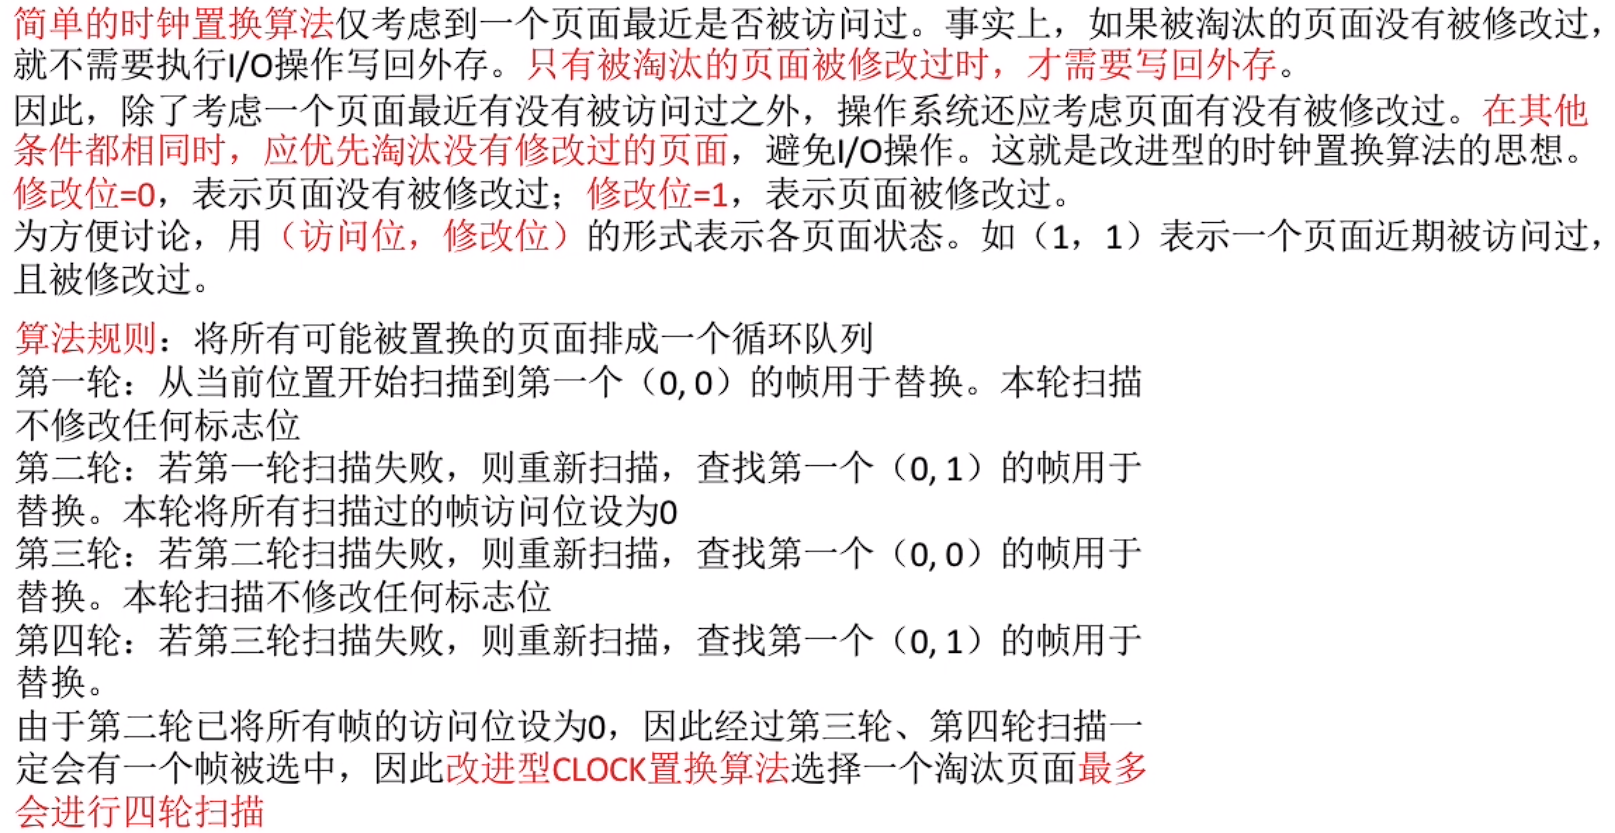 简单的时钟置换算法仅考虑到一个页面最近是否被访问过。事实上，如果被淘汰的页面没有被修改过，
就不需要执行I/O操作写回外存。只有被淘汰的页面被修改过时，才需要写回外存。
因此，除了考虑一个页面最近有没有被访问过之外，操作系统还应考虑页面有没有被修改过。在其他
条件都相同时，应优先淘汰没有修改过的页面，避免I/O操作。这就是改进型的时钟置换算法的思想。
修改位=0，表示页面没有被修改过；修改位=1，表示页面被修改过。
为方便讨论，用（访问位，修改位）的形式表示各页面状态。如（1，1）表示一个页面近期被访问过，
且被修改过。
算法规则：将所有可能被置换的页面排成一个循环队列
第一轮：从当前位置开始扫描到第一个（0, 0）的帧用于替换。本轮扫描
不修改任何标志位
第二轮：若第一轮扫描失败，则重新扫描，查找第一个（0, 1）的帧用于
替换。本轮将所有扫描过的帧访问位设为0
第三轮：若第二轮扫描失败，则重新扫描，查找第一个（0, 0）的帧用于
替换。本轮扫描不修改任何标志位
第四轮：若第三轮扫描失败，则重新扫描，查找第一个（0, 1）的帧用于
替换。
由于第二轮已将所有帧的访问位设为0，因此经过第三轮、第四轮扫描一
定会有一个帧被选中，因此改进型CLOCK置换算法选择一个淘汰页面最多
会进行四轮扫描